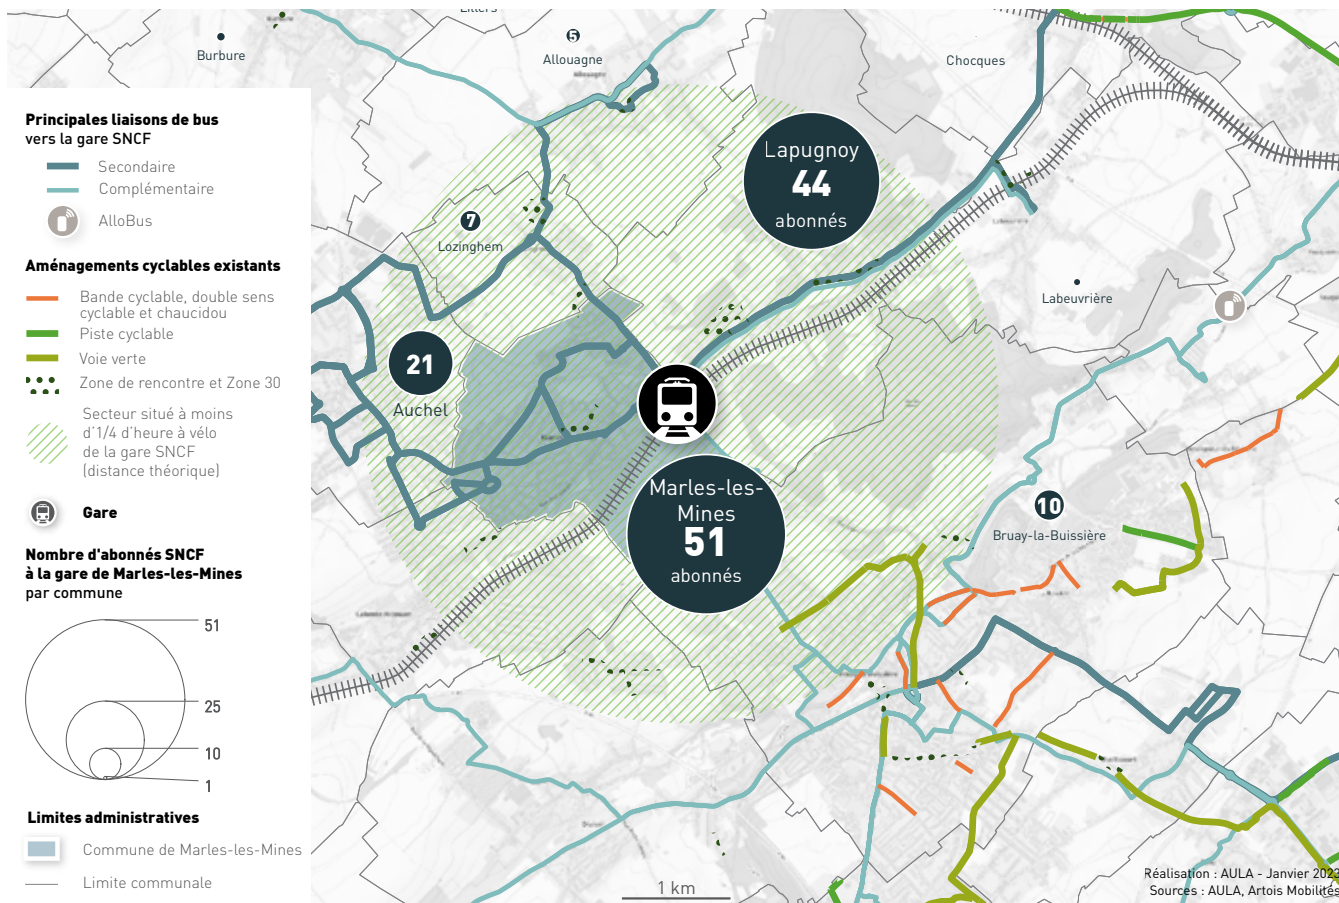 Principales liaisons de bus
vers la gare SNCF
Secondaire
Complémentaire
AlloBus
Aménagements cyclables existants
Bande cyclable, double sens
cyclable et chaucidou
Piste cyclable
Voie verte
Zone de rencontre et Zone 30
Secteur situé à moins
d'1/4 d'heure à vélo
de la gare SNCF
(distance théorique)
Gare
Nombre d'abonnés SNCF
à la gare de Marles-les-Mines
par commune
51
25
10
1
Limites administratives
Commune de Marles-les-Mines
Limite communale
Lillers
Burbure
5
Allouagne
Chocques
Lapugnoy
44
abonnés
7
Lozinghem
Labeuvrière
21
Auchel
Marles-les-
Mines
51
abonnés
10
Bruay-la-Buissière
1 km
Réalisation : AULA - Janvier 2023
Sources : AULA, Artois Mobilités